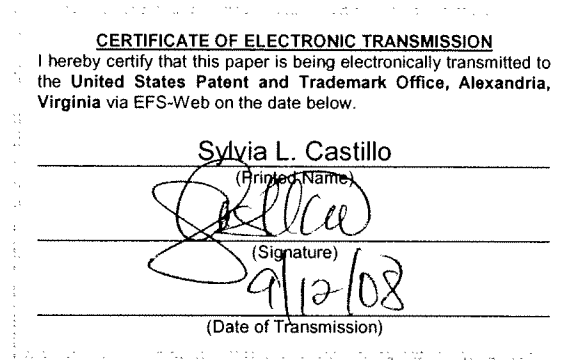 CERTIFICATE OF ELECTRONIC TRANSMISSION
I hereby certify that this paper is being electronically transmitted to
the United States Patent and Trademark Office, Alexandria,
Virginia via EFS-Web on the date below.
Sylvia L. Castillo
(Printed Name)
(Signature)
9/12/08
(Date of Transmission)